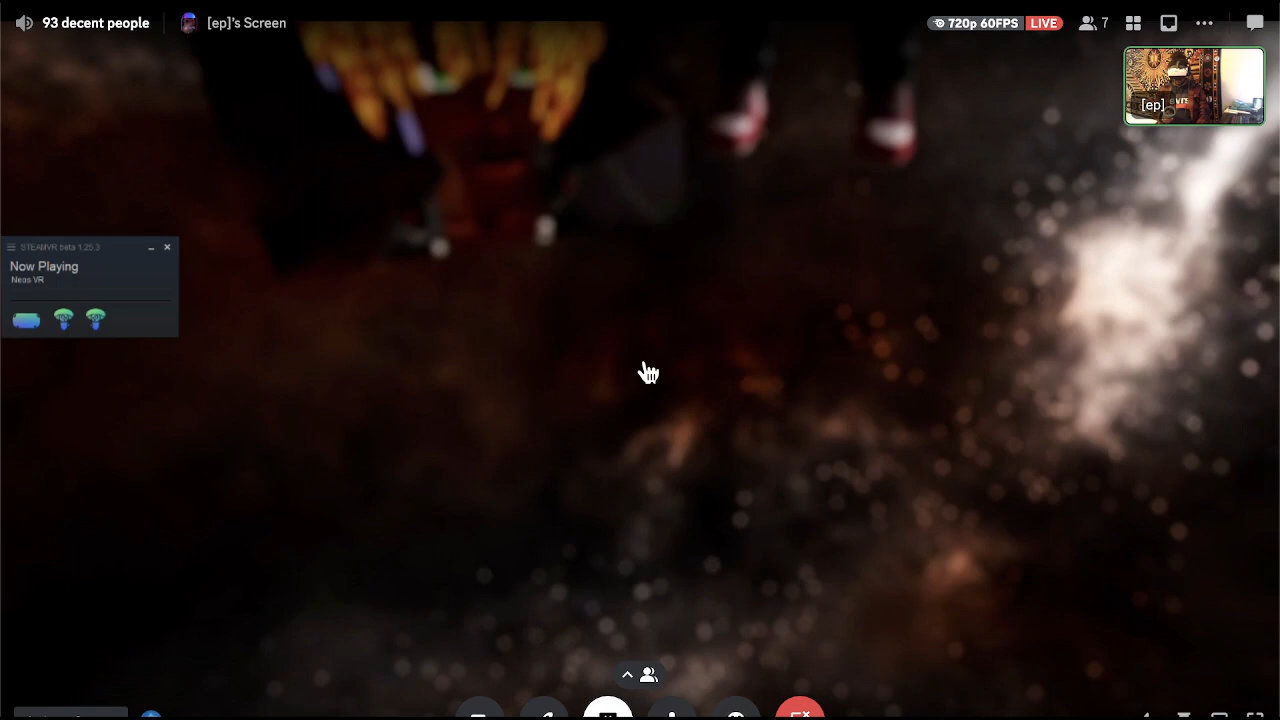 93 decent people
[ep]'s Screen
720p 60FPS
LIVE
7
[ep]
STEAMVR beta 1.25.3
Now Playing
Neos VR